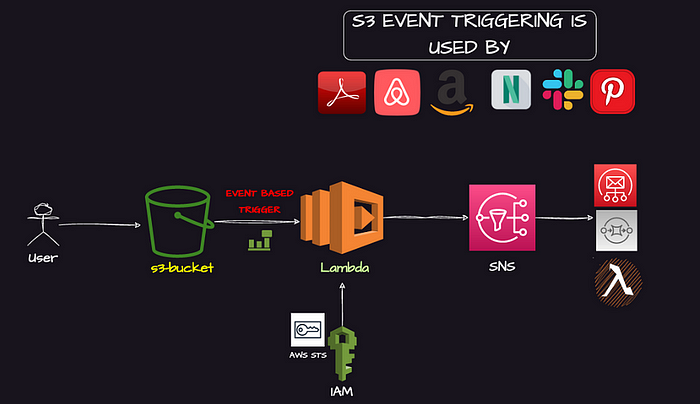 S3 EVENT TRIGGERING IS
USED BY
a
N
EVENT BASED
TRIGGER
User
s3-bucket
Lambda
SNS
AWS STS
IAM